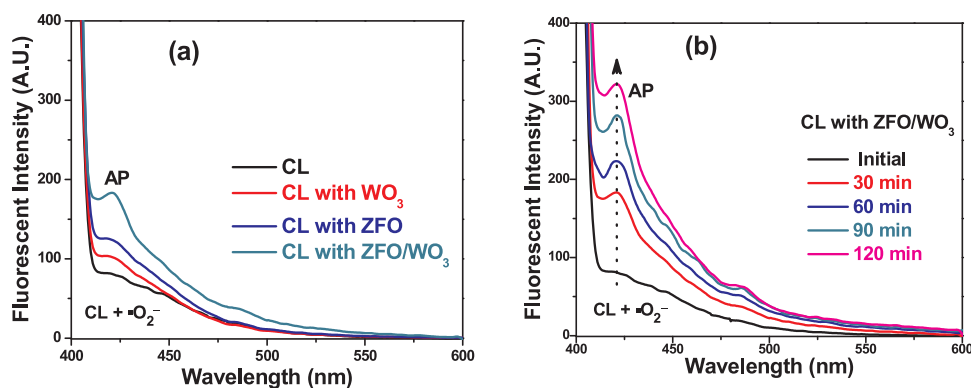 (a)
Fluorescent Intensity (A.U.)
400
300
200
100
0
AP
CL
CL with WO₃
CL with ZFO
CL with ZFO/WO₃
CL + •O₂⁻
400 450 500 550 600
Wavelength (nm)
(b)
Fluorescent Intensity (A.U.)
400
300
200
100
0
AP
CL with ZFO/WO₃
Initial
30 min
60 min
90 min
120 min
CL + •O₂⁻
400 450 500 550 600
Wavelength (nm)